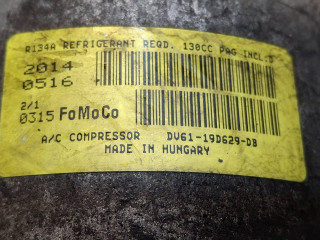 R134A REFRIGERANT REQD. 130CC PAG INCL'D
2014
0516
2/1
0315 FoMoCo
A/C COMPRESSOR DV61-19D629-DB
MADE IN HUNGARY